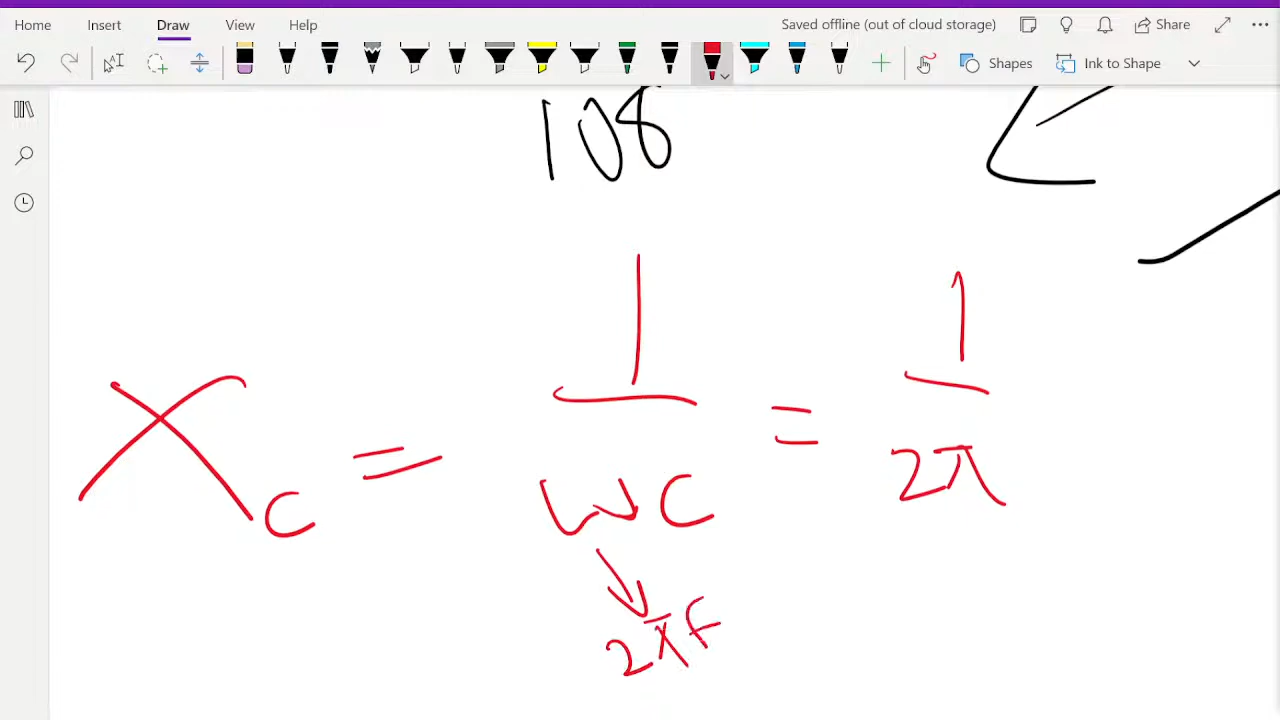 Home Insert Draw View Help Saved offline (out of cloud storage) Share
Shapes Ink to Shape
108
X_C = 1/WC = 1/2π
2πF